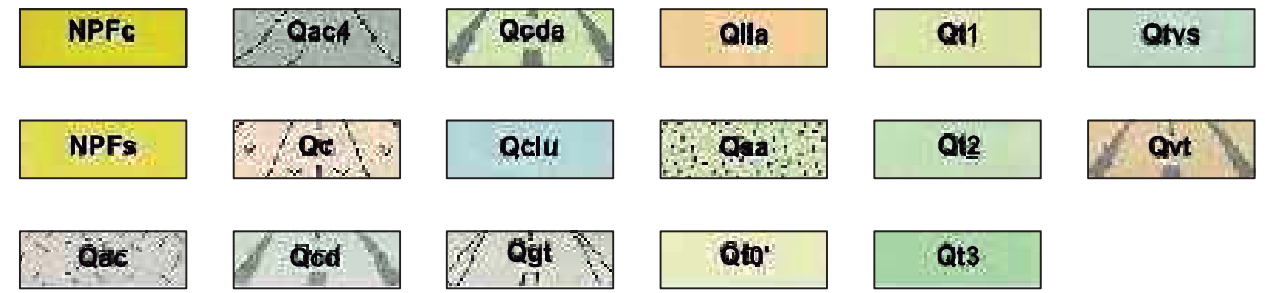 NPFc Qac4 Qcda Qlla Qt1 Qtvs
NPFs Qc Qclu Qsa Qt2 Qvt
Qac Qcd Qgt Qt0' Qt3